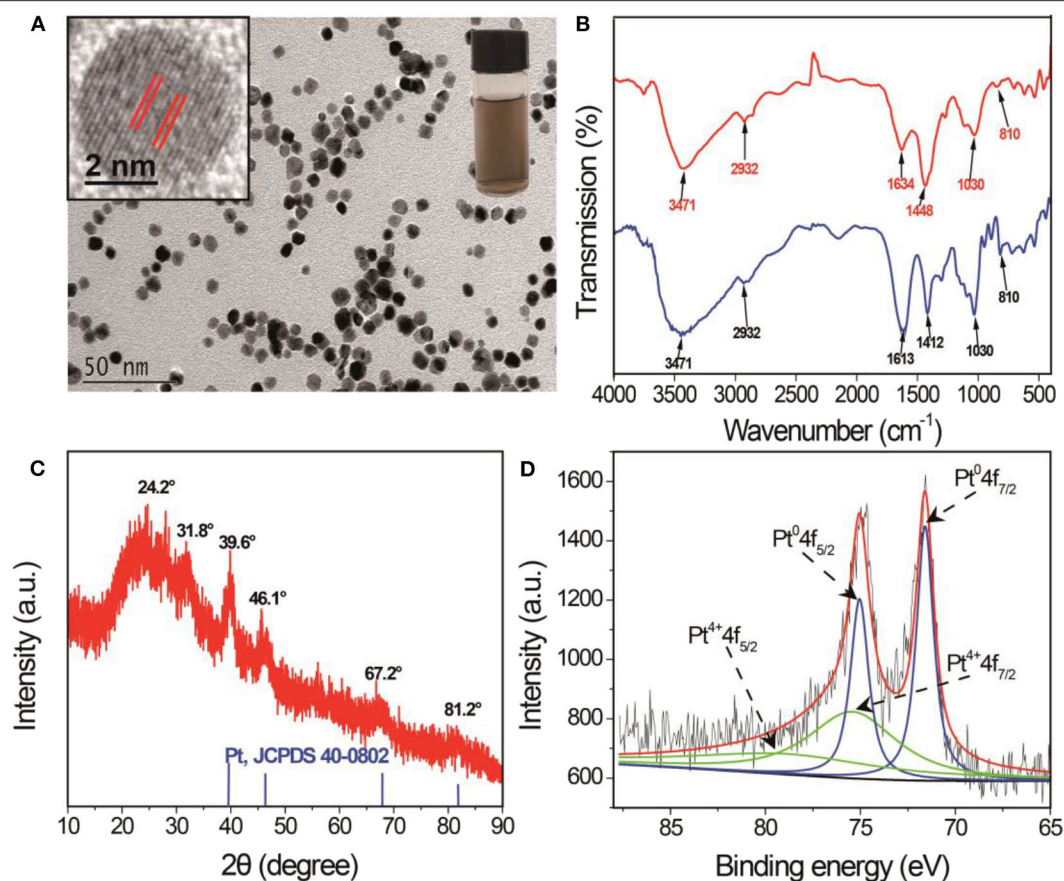 A
2 nm
50 nm
B
Transmission (%)
3471
2932
1634
1448
1030
810
3471
2932
1613
1412
1030
810
4000 3500 3000 2500 2000 1500 1000 500
Wavenumber (cm⁻¹)
C
Intensity (a.u.)
24.2°
31.8°
39.6°
46.1°
67.2°
81.2°
Pt, JCPDS 40-0802
10 20 30 40 50 60 70 80 90
2θ (degree)
D
Intensity (a.u.)
1600
1400
1200
1000
800
600
Pt⁰4f₇/₂
Pt⁰4f₅/₂
Pt⁴⁺4f₅/₂
Pt⁴⁺4f₇/₂
85 80 75 70 65
Binding energy (eV)